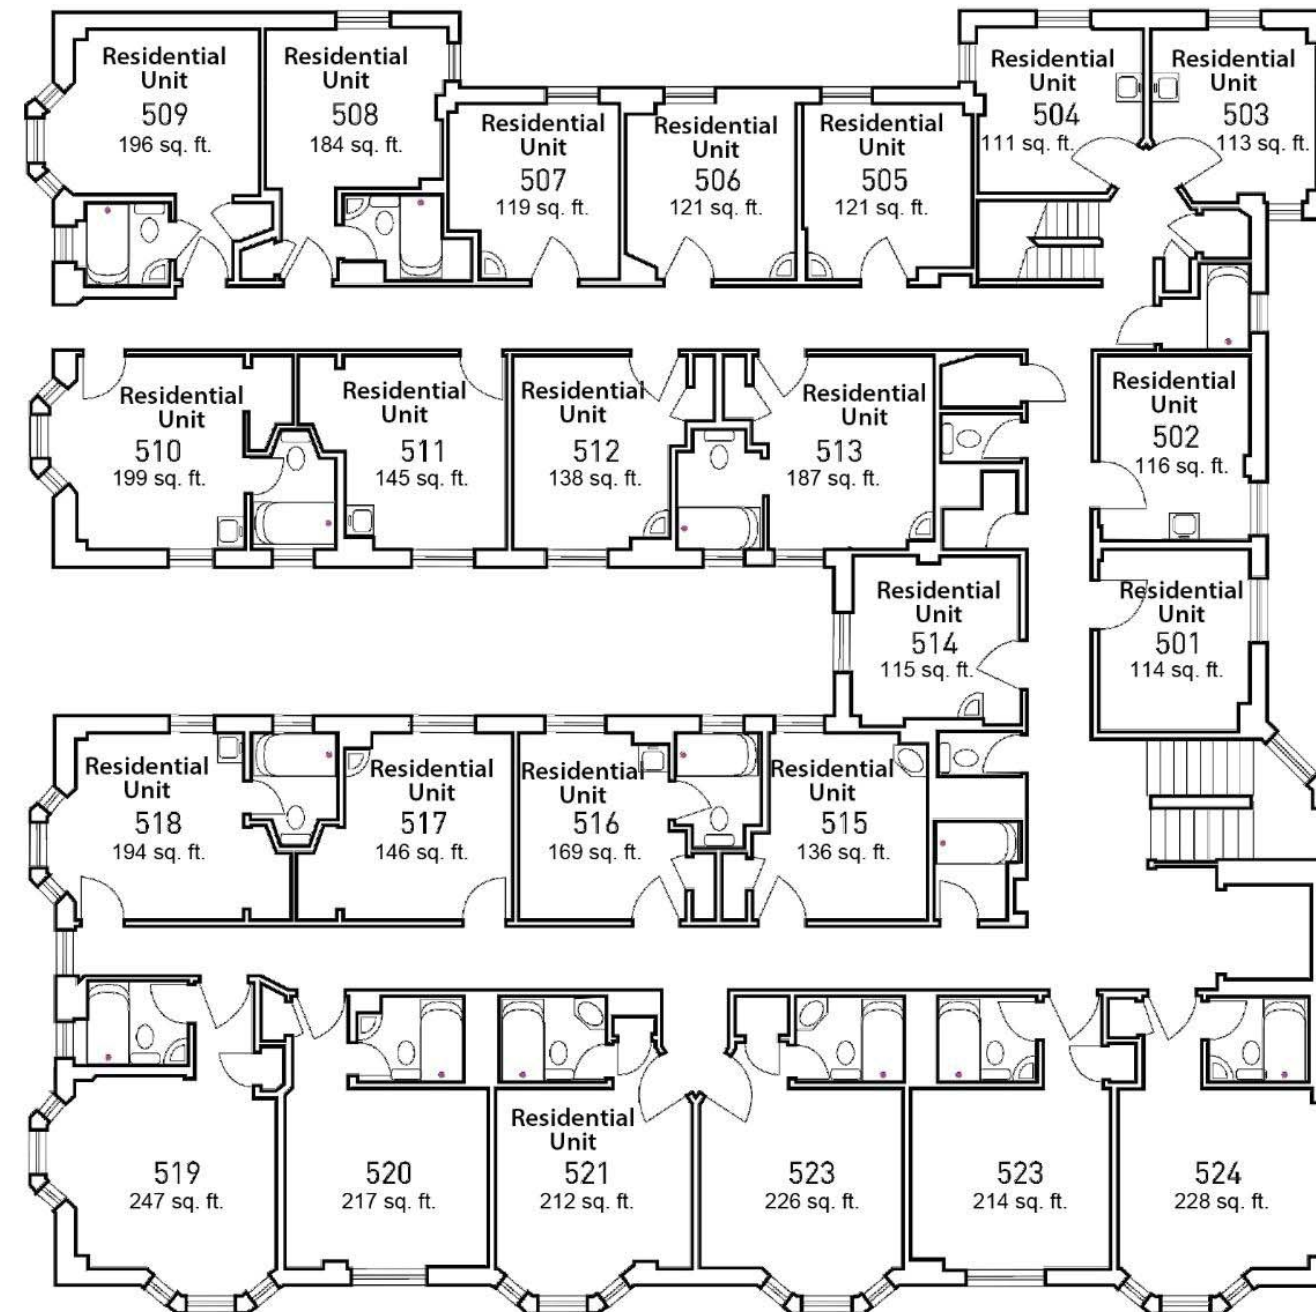 Residential
Unit
509
196 sq. ft.
Residential
Unit
508
184 sq. ft.
Residential
Unit
507
119 sq. ft.
Residential
Unit
506
121 sq. ft.
Residential
Unit
505
121 sq. ft.
Residential
Unit
504
111 sq. ft.
Residential
Unit
503
113 sq. ft.
Residential
Unit
510
199 sq. ft.
Residential
Unit
511
145 sq. ft.
Residential
Unit
512
138 sq. ft.
Residential
Unit
513
187 sq. ft.
Residential
Unit
502
116 sq. ft.
Residential
Unit
514
115 sq. ft.
Residential
Unit
501
114 sq. ft.
Residential
Unit
518
194 sq. ft.
Residential
Unit
517
146 sq. ft.
Residential
Unit
516
169 sq. ft.
Residential
Unit
515
136 sq. ft.
519
247 sq. ft.
520
217 sq. ft.
Residential
Unit
521
212 sq. ft.
523
226 sq. ft.
523
214 sq. ft.
524
228 sq. ft.